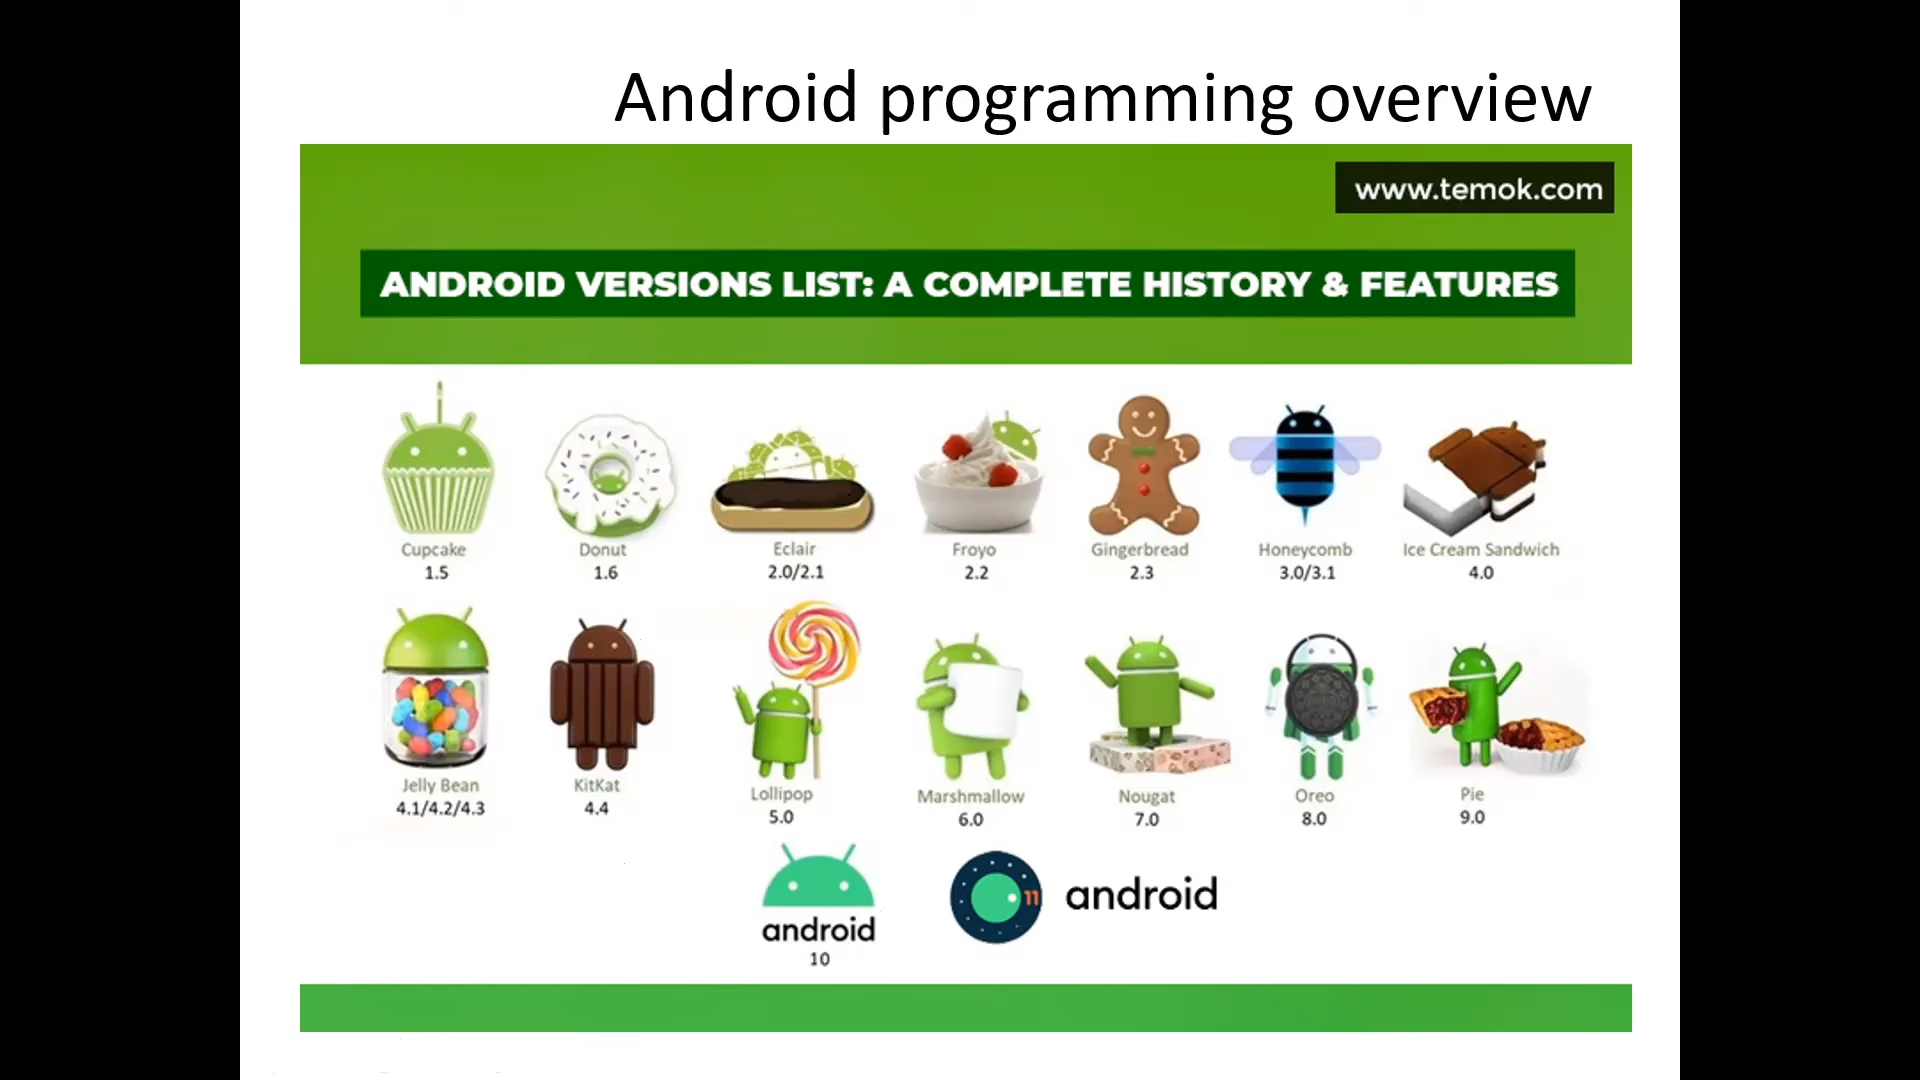 Android programming overview
www.temok.com
ANDROID VERSIONS LIST: A COMPLETE HISTORY & FEATURES
Cupcake Donut Eclair Froyo Gingerbread Honeycomb Ice Cream Sandwich
1.5 1.6 2.0/2.1 2.2 2.3 3.0/3.1 4.0
Jelly Bean KitKat Lollipop Marshmallow Nougat Oreo Pie
4.1/4.2/4.3 4.4 5.0 6.0 7.0 8.0 9.0
11 android
android
10